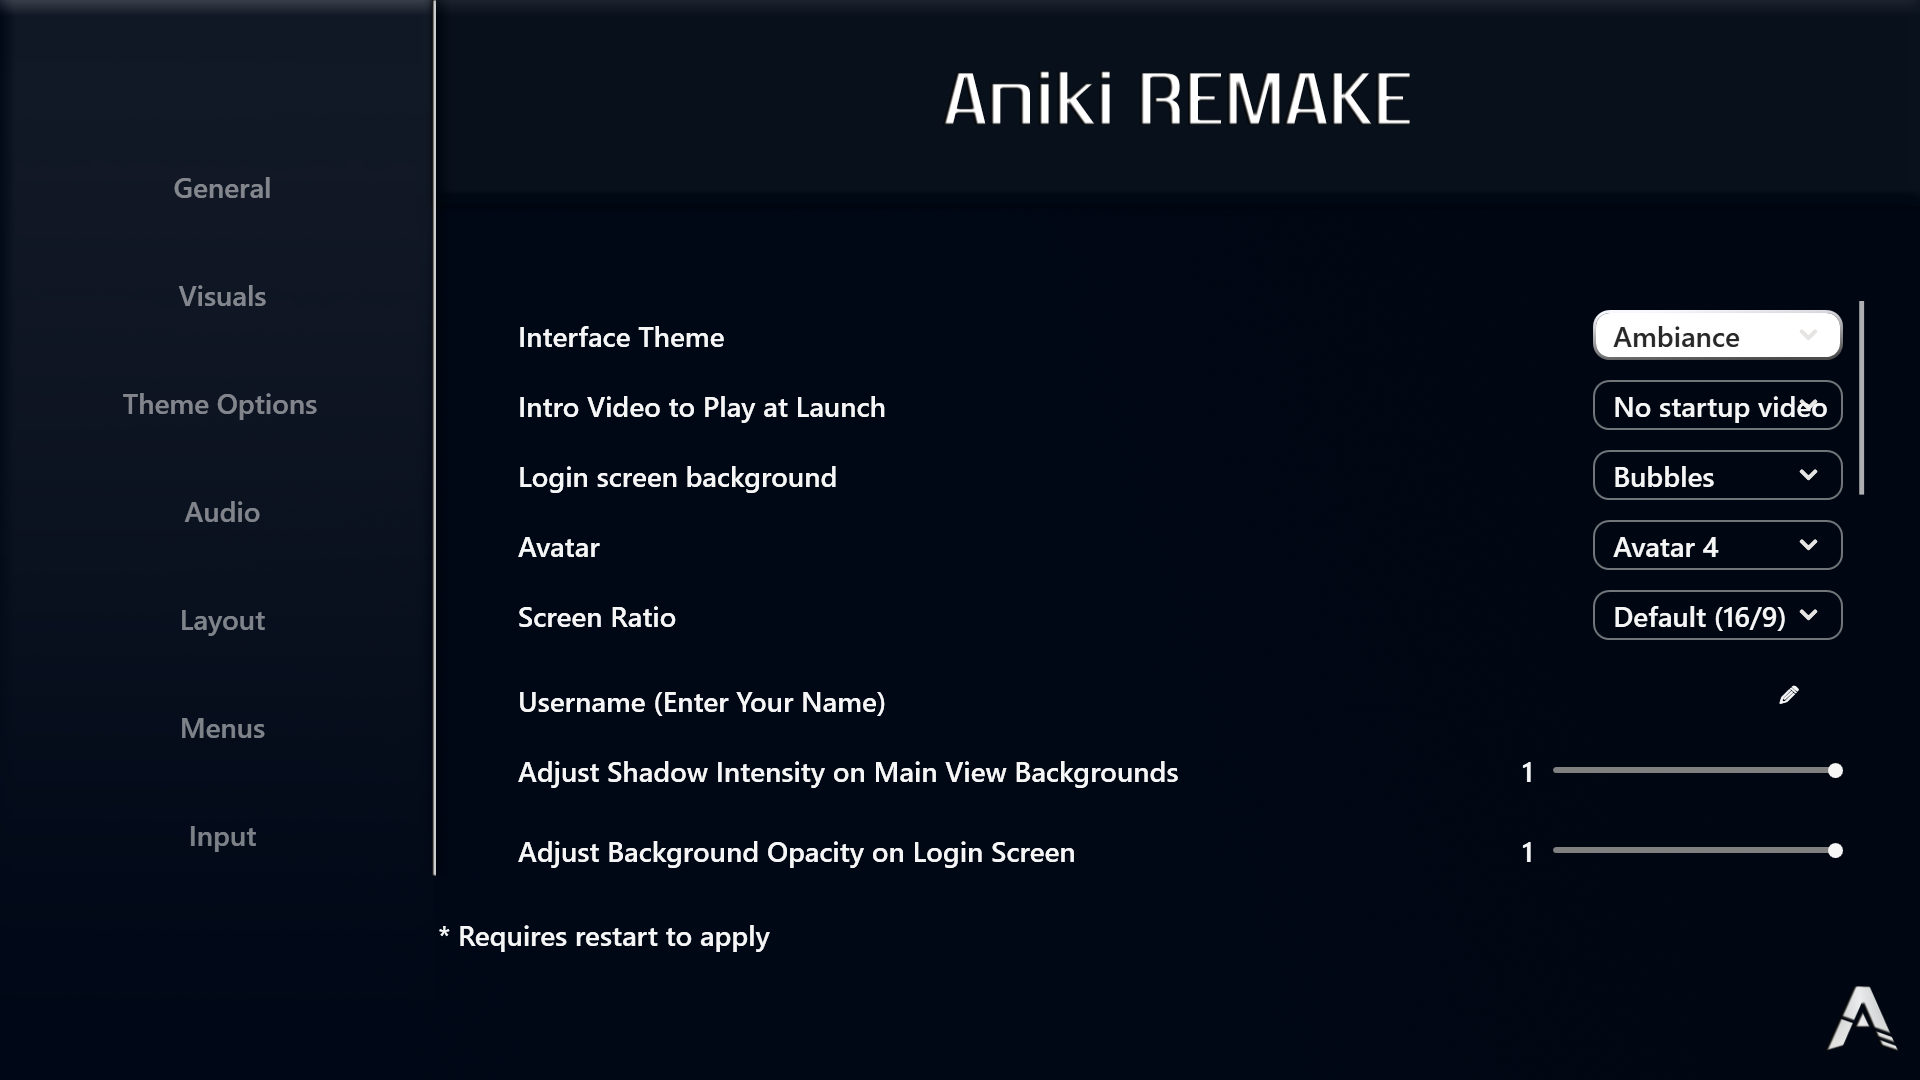 Aniki REMAKE
General
Visuals
Theme Options
Audio
Layout
Menus
Input
Interface Theme
Ambiance
Intro Video to Play at Launch
No startup video
Login screen background
Bubbles
Avatar
Avatar 4
Screen Ratio
Default (16/9)
Username (Enter Your Name)
Adjust Shadow Intensity on Main View Backgrounds
1
Adjust Background Opacity on Login Screen
1
* Requires restart to apply